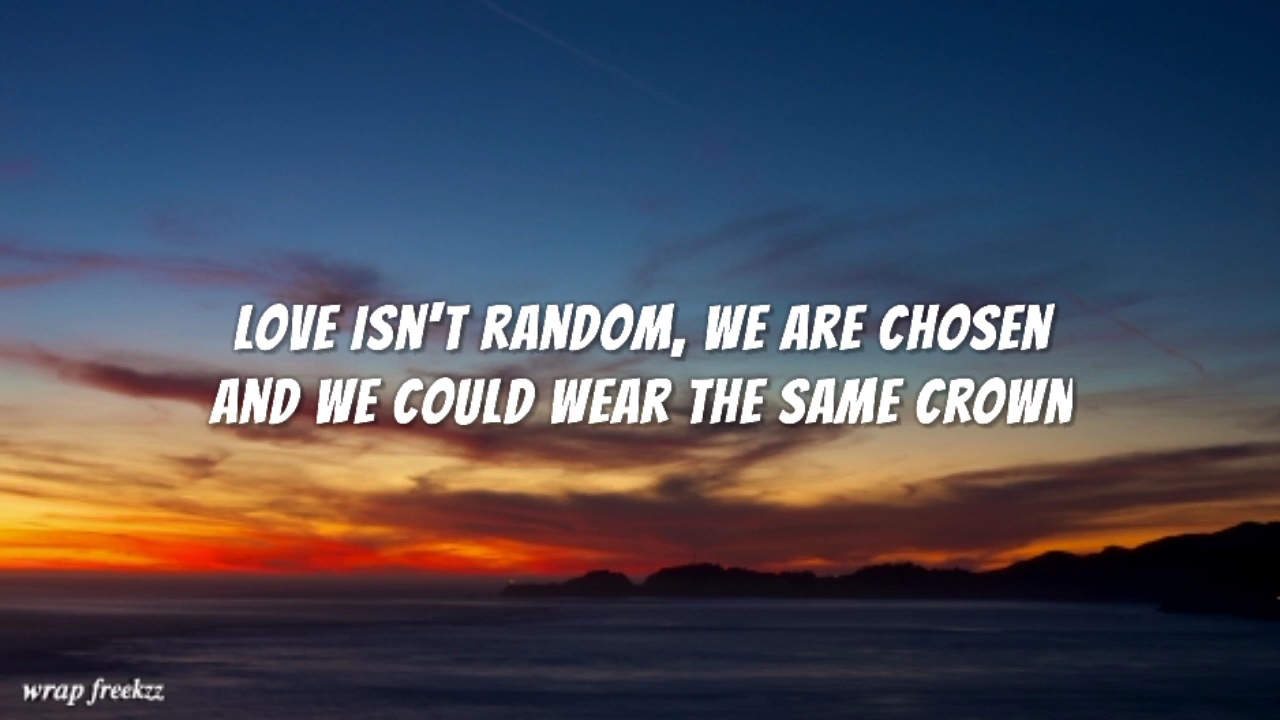 LOVE ISN'T RANDOM, WE ARE CHOSEN
AND WE COULD WEAR THE SAME CROWN
wrap freekzz